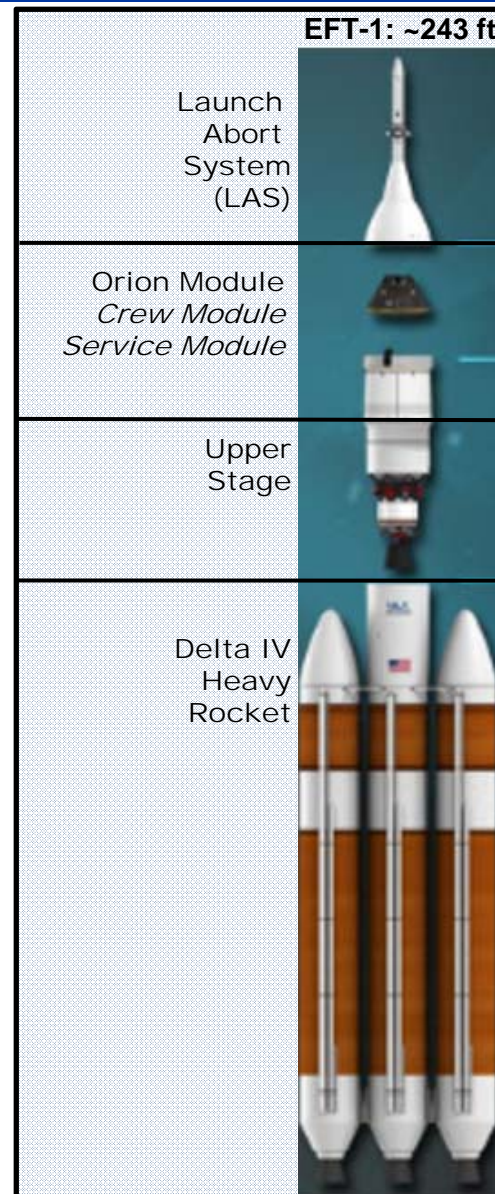 EFT-1: ~243 ft
Launch
Abort
System
(LAS)
Orion Module
Crew Module
Service Module
Upper
Stage
Delta IV
Heavy
Rocket